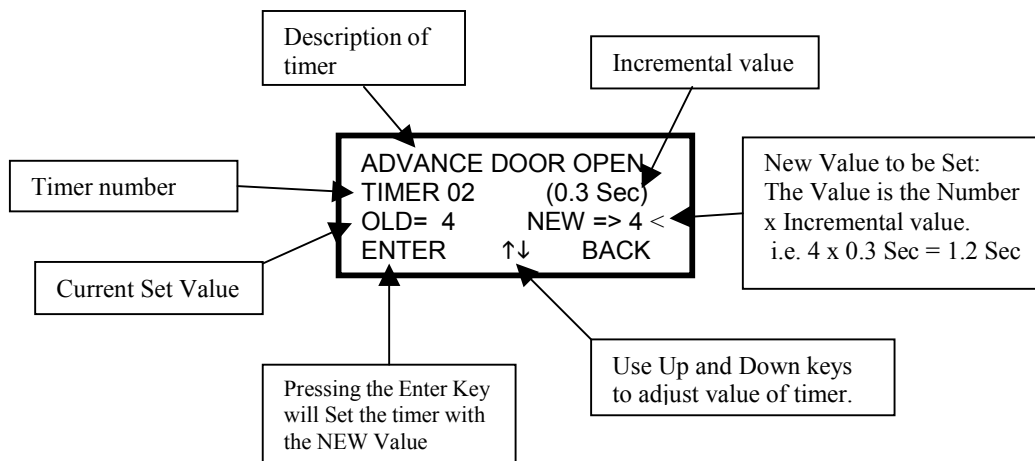 Description of
timer
Incremental value
Timer number
ADVANCE DOOR OPEN
TIMER 02 (0.3 Sec)
OLD= 4 NEW => 4 <
ENTER ↑↓ BACK
New Value to be Set:
The Value is the Number
x Incremental value.
i.e. 4 x 0.3 Sec = 1.2 Sec
Current Set Value
Pressing the Enter Key
will Set the timer with
the NEW Value
Use Up and Down keys
to adjust value of timer.